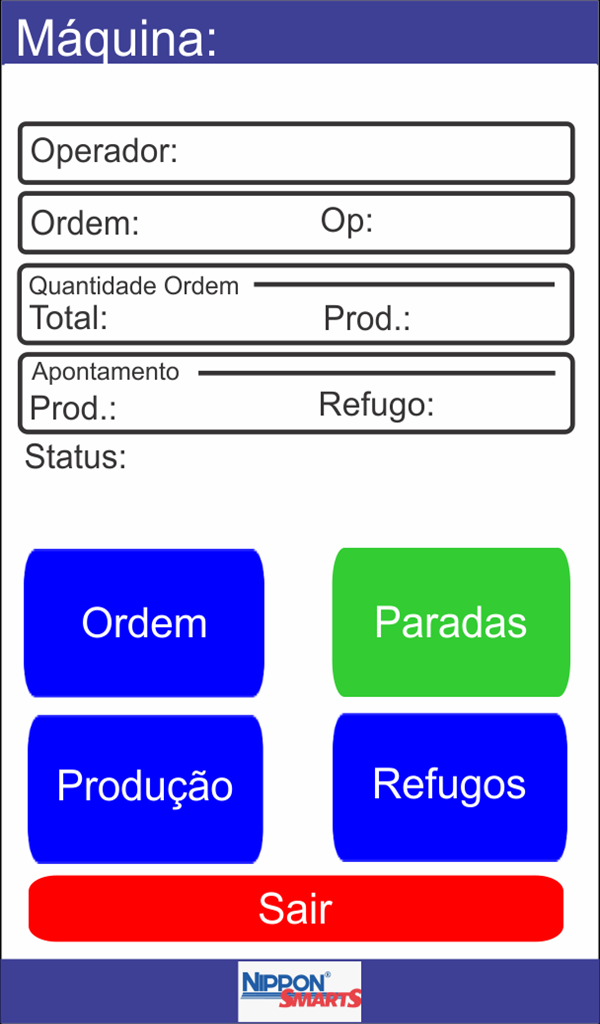 Máquina:
Operador:
Ordem: Op:
Quantidade Ordem
Total: Prod.:
Apontamento
Prod.: Refugo:
Status:
Ordem Paradas
Produção Refugos
Sair
NIPPON®
SMARTS